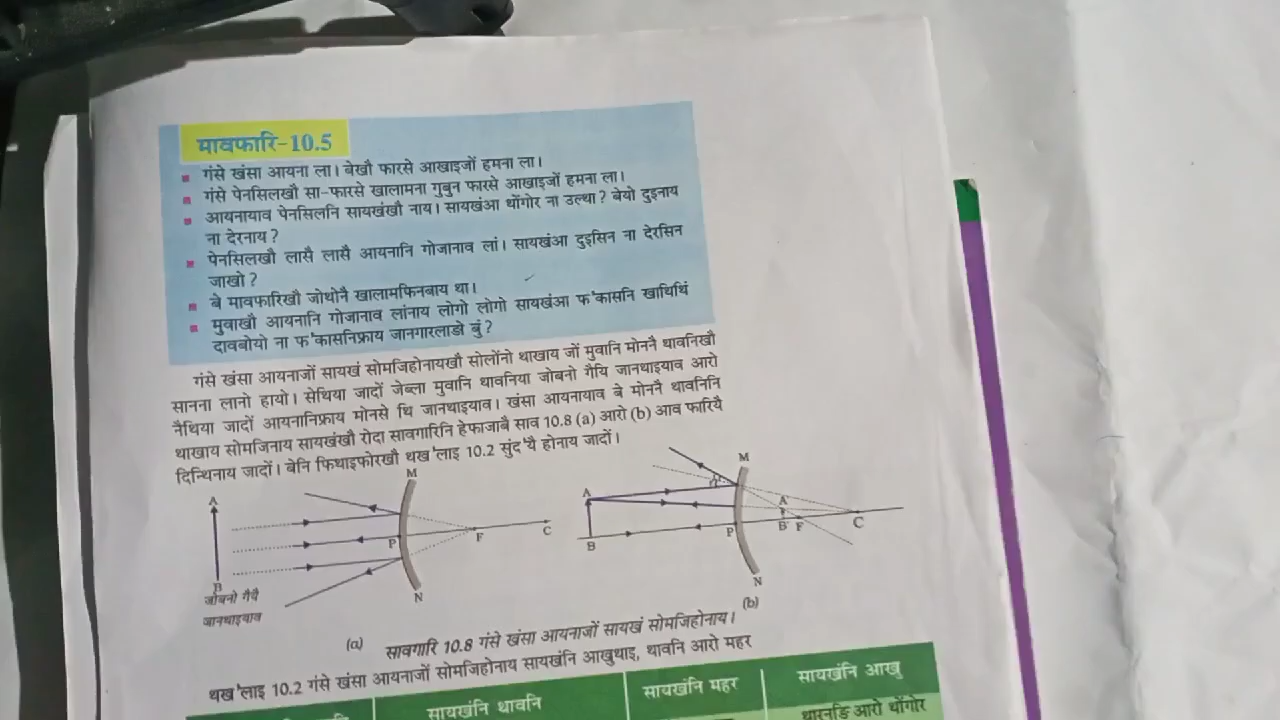 मावफारि-10.5
गंसे खंसा आयना ला। बेखौ फारसे आखाइजों हमना ला।
गंसे पेनसिलखौ सा-फारसे खालामना गुबुन फारसे आखाइजों हमना ला।
आयनायाव पेनसिलनि सायखंखौ नाय। सायखंआ थोंगोर ना उल्था? बेयो दुइनाय
ना देरनाय?
पेनसिलखौ लासै लासै आयनानि गोजानाव लां। सायखंआ दुइसिन ना देरसिन
जाखो?
बे मावफारिखौ जोथोनै खालामफिनबाय था।
मुवाखौ आयनानि गोजानाव लांनाय लोगो लोगो सायखंआ फ'कासनि खाथिथिं
दावबोयो ना फ'कासनिफ्राय जानगारलाङो बुं?
गंसे खंसा आयनाजों सायखं सोमजिहोनायखौ सोलोंनो थाखाय जों मुवानि मोननै थावनिखौ
सानना लानो हायो। सेथिया जादों जेब्ला मुवानि थावनिया जोबनो गैयि जानथाइयाव आरो
नैथिया जादों आयनानिफ्राय मोनसे थि जानथाइयाव। खंसा आयनायाव बे मोननै थावनिनि
थाखाय सोमजिनाय सायखंखौ रोदा सावगारिनि हेफाजाबै साव 10.8 (a) आरो (b) आव फारियै
दिन्थिनाय जादों। बेनि फिथाइफोरखौ थख'लाइ 10.2 सुंद'यै होनाय जादों।
A M P F C B N
जोबनो गैयै
जानथाइयाव
(a)
M A A' P B' F C B N
(b)
सावगारि 10.8 गंसे खंसा आयनाजों सायखं सोमजिहोनाय।
थख'लाइ 10.2 गंसे खंसा आयनाजों सोमजिहोनाय सायखंनि आखुथाइ, थावनि आरो महर
सायखंनि थावनि सायखंनि महर सायखंनि आखु
थारनङि आरो थोंगोर